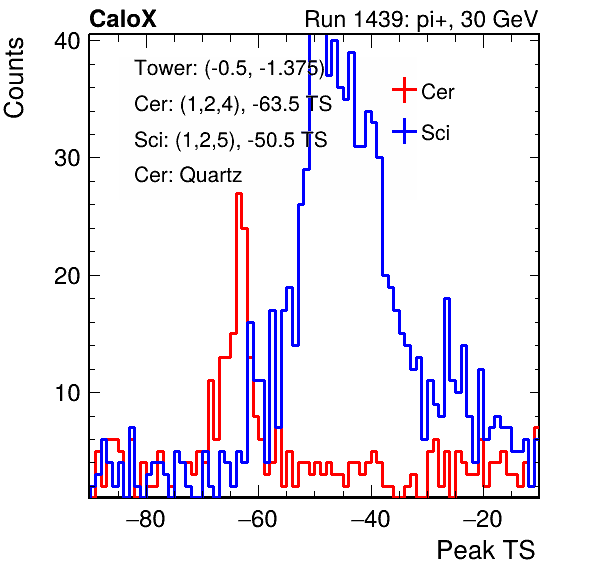 CaloX Run 1439: pi+, 30 GeV
Counts
40
30
20
10
Tower: (-0.5, -1.375)
Cer: (1,2,4), -63.5 TS
Sci: (1,2,5), -50.5 TS
Cer: Quartz
Cer
Sci
−80 −60 −40 −20
Peak TS